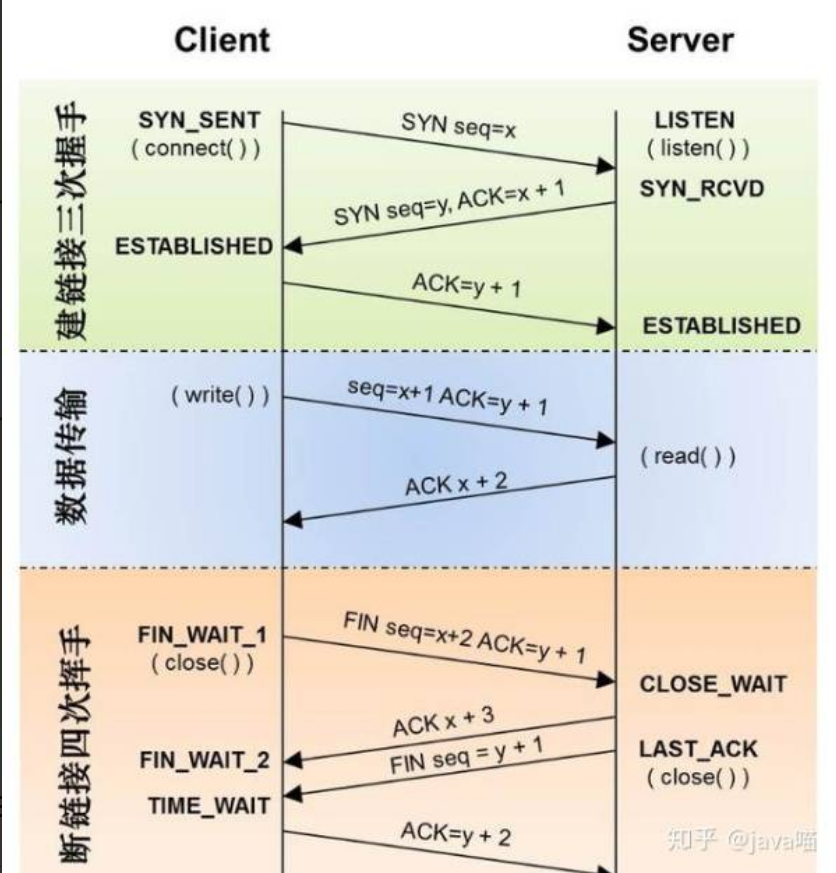 Client
Server
建链接三次握手
SYN_SENT
( connect( ) )
SYN seq=x
LISTEN
( listen( ) )
SYN_RCVD
SYN seq=y, ACK=x + 1
ESTABLISHED
ACK=y + 1
ESTABLISHED
数据传输
( write( ) )
seq=x+1 ACK=y + 1
( read( ) )
ACK x + 2
断链接四次挥手
FIN_WAIT_1
( close( ) )
FIN seq=x+2 ACK=y + 1
CLOSE_WAIT
ACK x + 3
FIN_WAIT_2
FIN seq = y + 1
LAST_ACK
( close( ) )
TIME_WAIT
ACK=y + 2
知乎 @java喵